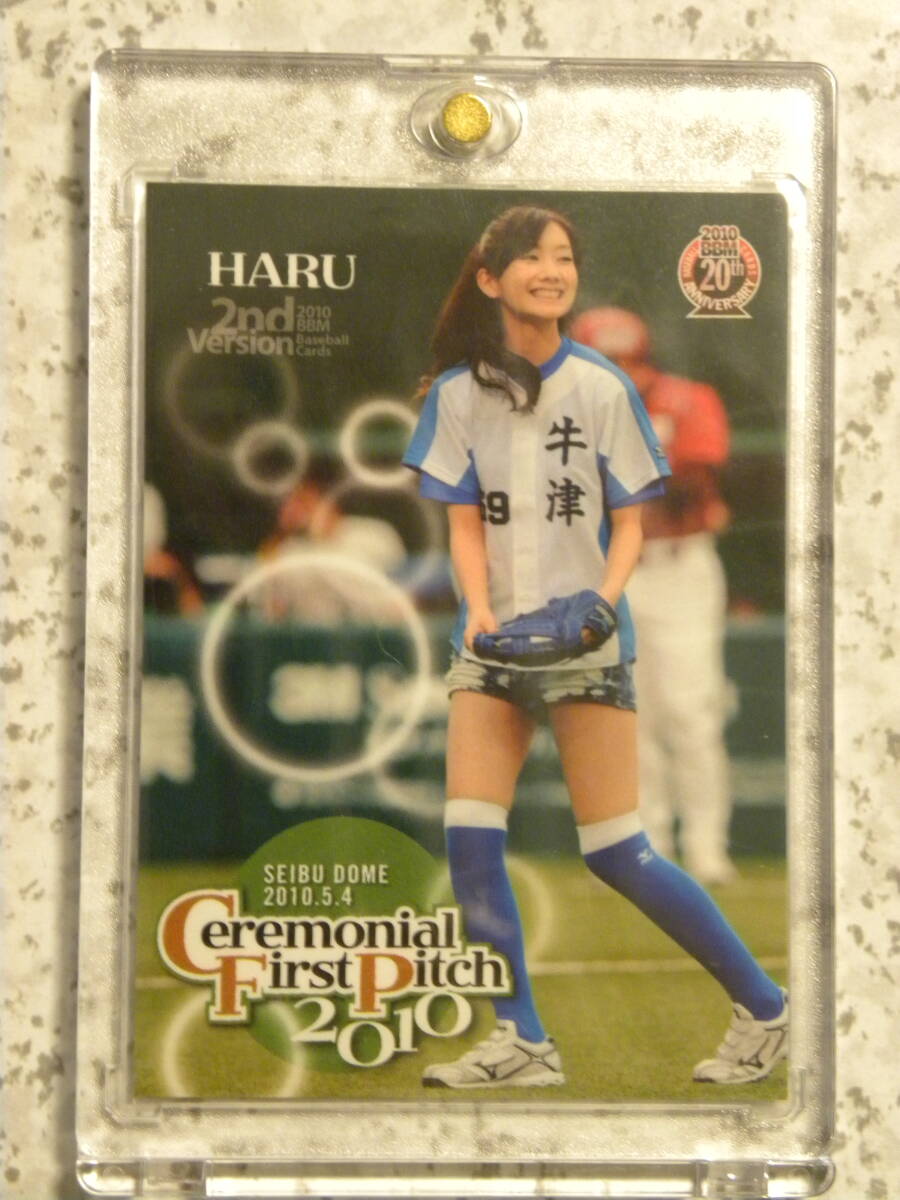 HARU
2nd
Version
2010
BBM
Baseball
Cards
2010
BBM
20th
ANNIVERSARY
牛津
69
SEIBU DOME
2010.5.4
Ceremonial
First Pitch
2010